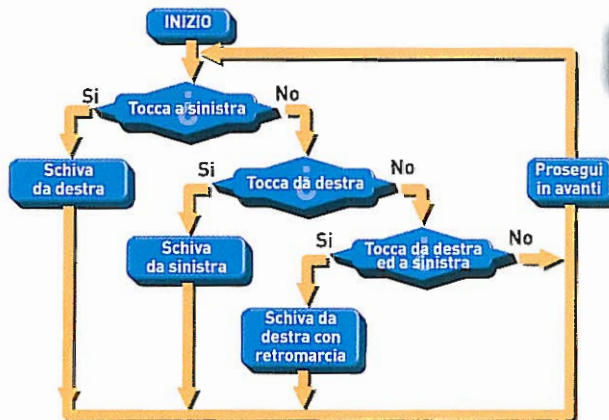 INIZIO
Si
Tocca a sinistra
No
Schiva
da destra
Si
Tocca da destra
No
Prosegui
in avanti
Schiva
da sinistra
Si
Tocca da destra
ed a sinistra
No
Schiva da
destra con
retromarcia